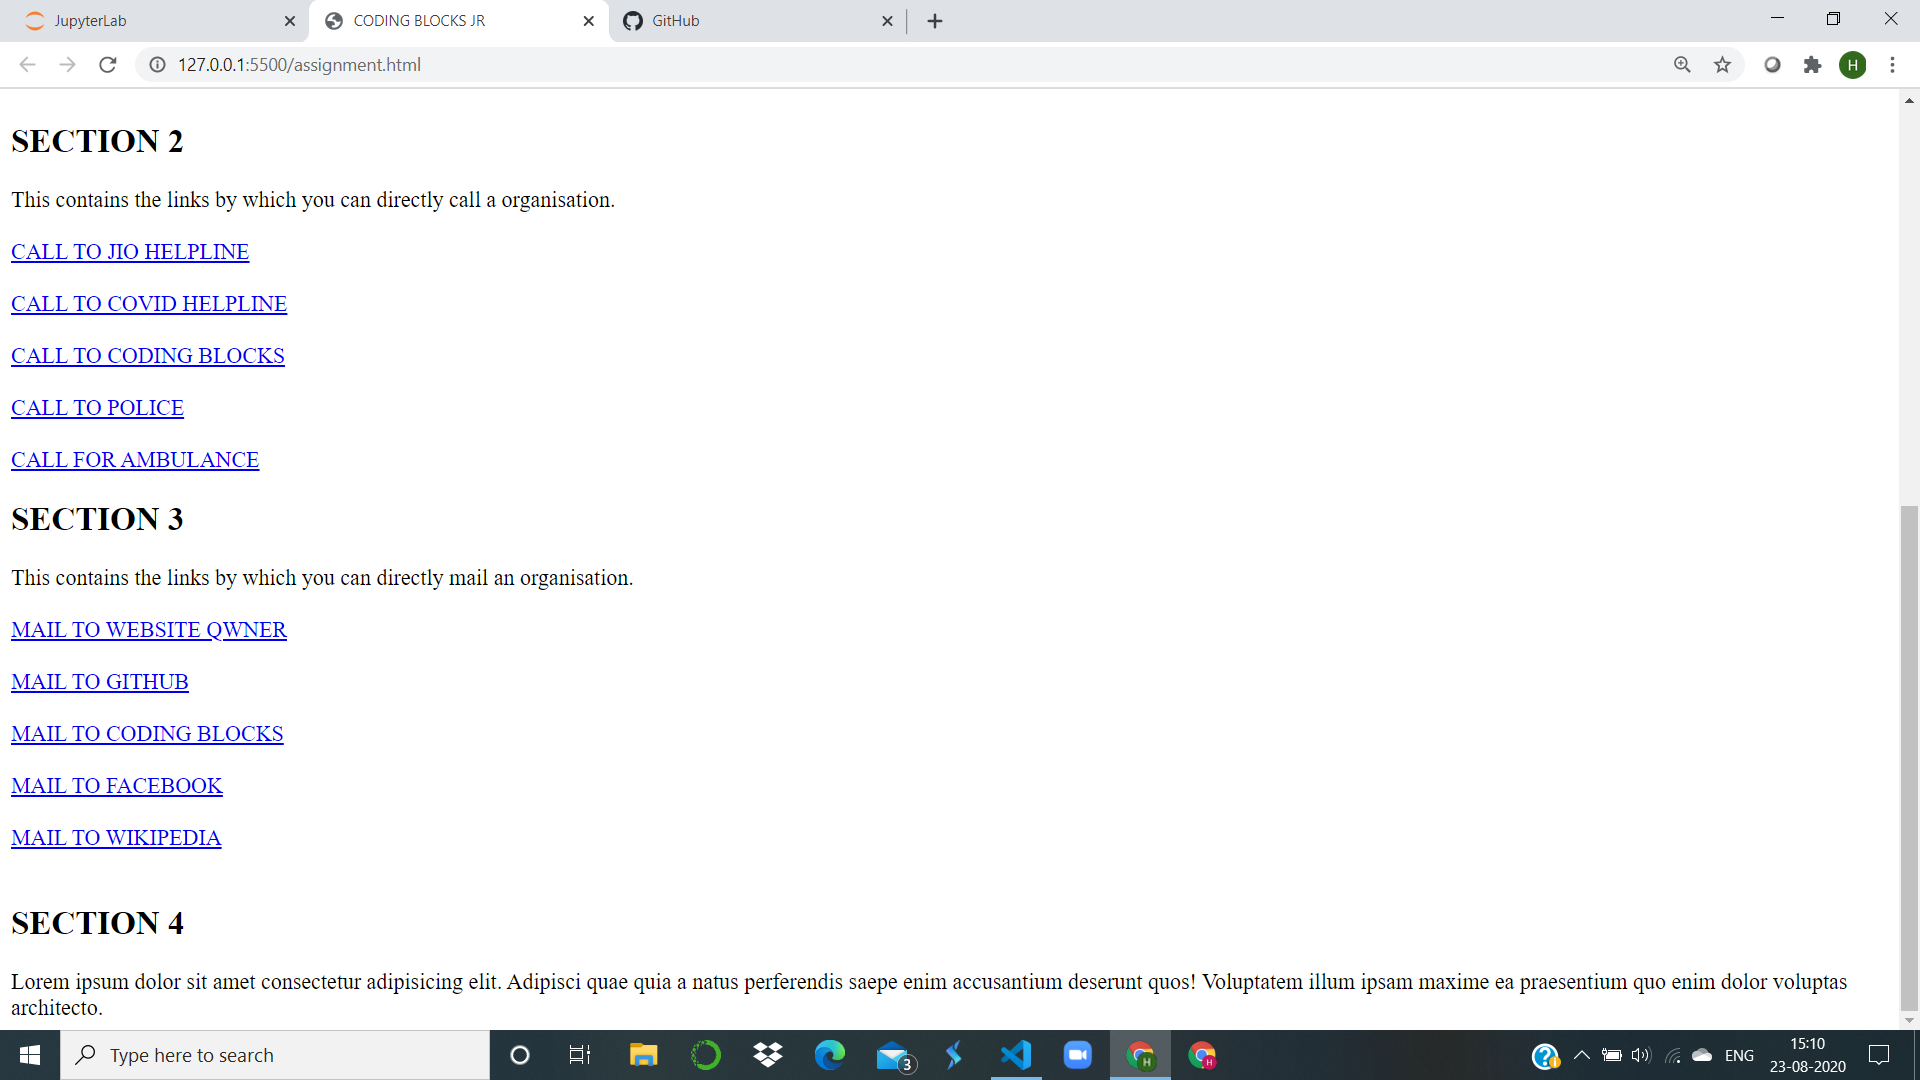 JupyterLab
CODING BLOCKS JR
GitHub
127.0.0.1:5500/assignment.html
H
SECTION 2
This contains the links by which you can directly call a organisation.
CALL TO JIO HELPLINE
CALL TO COVID HELPLINE
CALL TO CODING BLOCKS
CALL TO POLICE
CALL FOR AMBULANCE
SECTION 3
This contains the links by which you can directly mail an organisation.
MAIL TO WEBSITE QWNER
MAIL TO GITHUB
MAIL TO CODING BLOCKS
MAIL TO FACEBOOK
MAIL TO WIKIPEDIA
SECTION 4
Lorem ipsum dolor sit amet consectetur adipisicing elit. Adipisci quae quia a natus perferendis saepe enim accusantium deserunt quos! Voluptatem illum ipsam maxime ea praesentium quo enim dolor voluptas
architecto.
Type here to search
3
H
H
ENG
15:10
23-08-2020